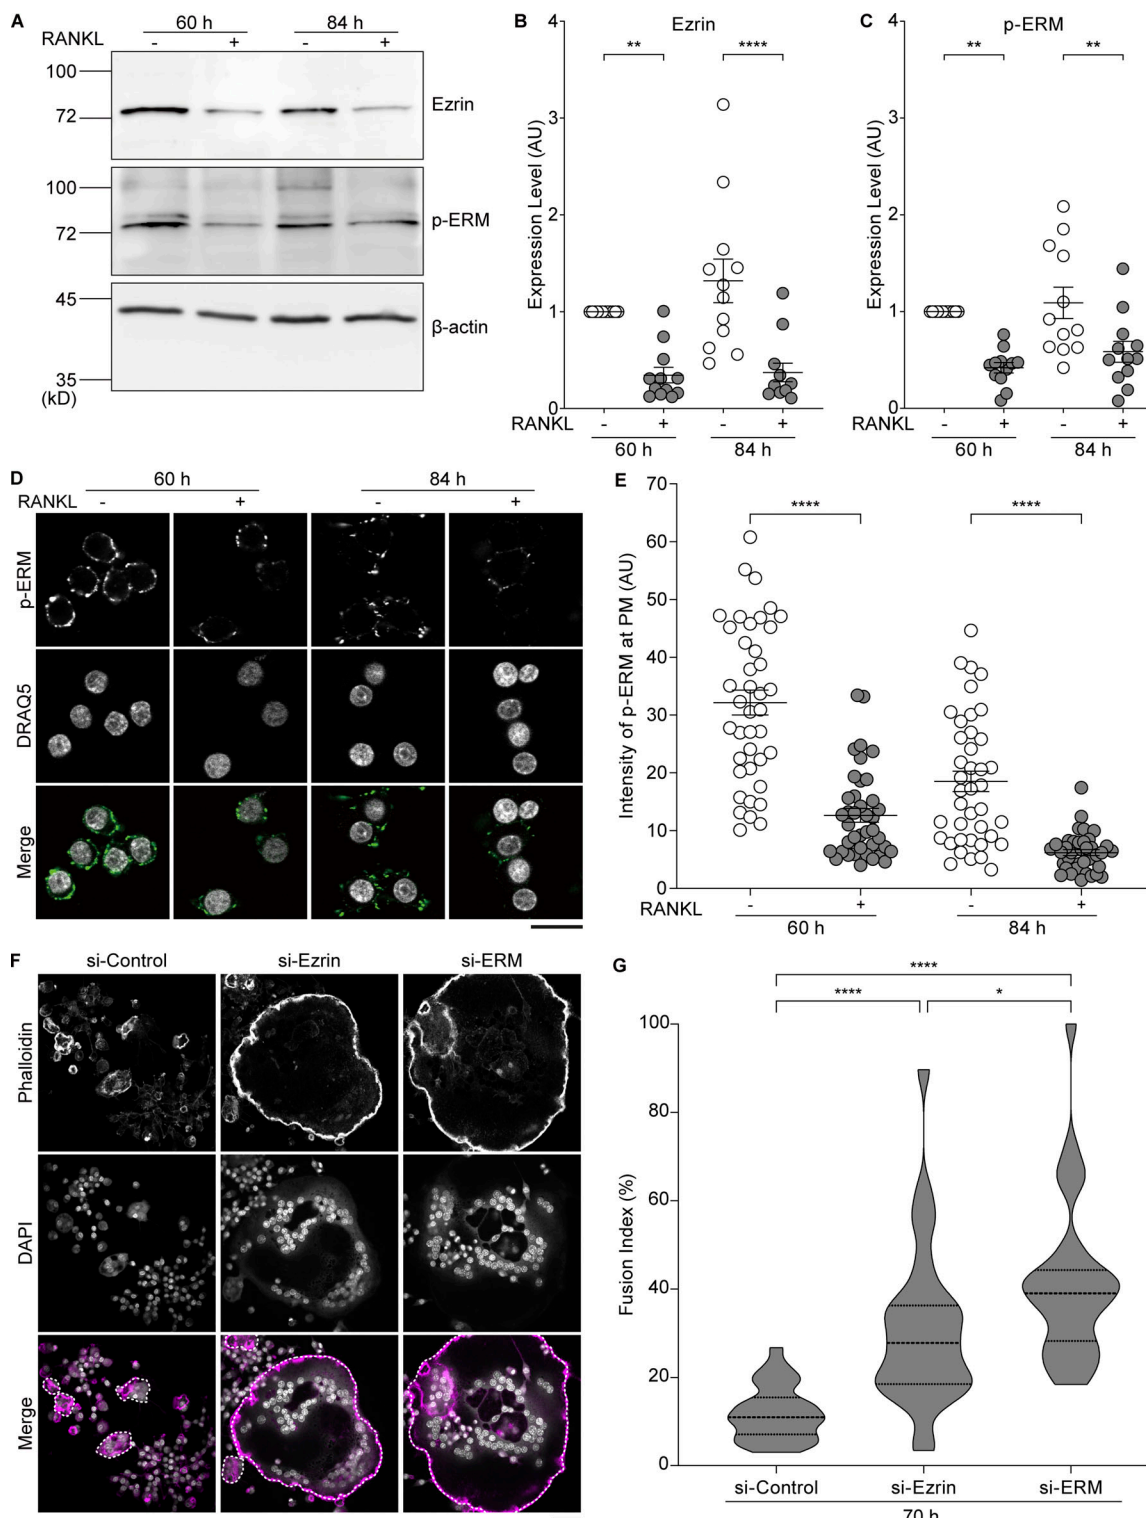 A
60 h
84 h
RANKL - + - +
100
72
Ezrin
100
72
p-ERM
45
35
(kD)
β-actin
B
Ezrin
** ****
Expression Level (AU)
4
3
2
1
0
RANKL - + - +
60 h 84 h
C
p-ERM
** **
Expression Level (AU)
4
3
2
1
0
RANKL - + - +
60 h 84 h
D
60 h 84 h
RANKL - + - +
p-ERM
DRAQ5
Merge
E
**** ****
Intensity of p-ERM at PM (AU)
70
60
50
40
30
20
10
0
RANKL - + - +
60 h 84 h
F
si-Control si-Ezrin si-ERM
Phalloidin
DAPI
Merge
G
****
**** *
Fusion Index (%)
100
80
60
40
20
0
si-Control si-Ezrin si-ERM
70 h